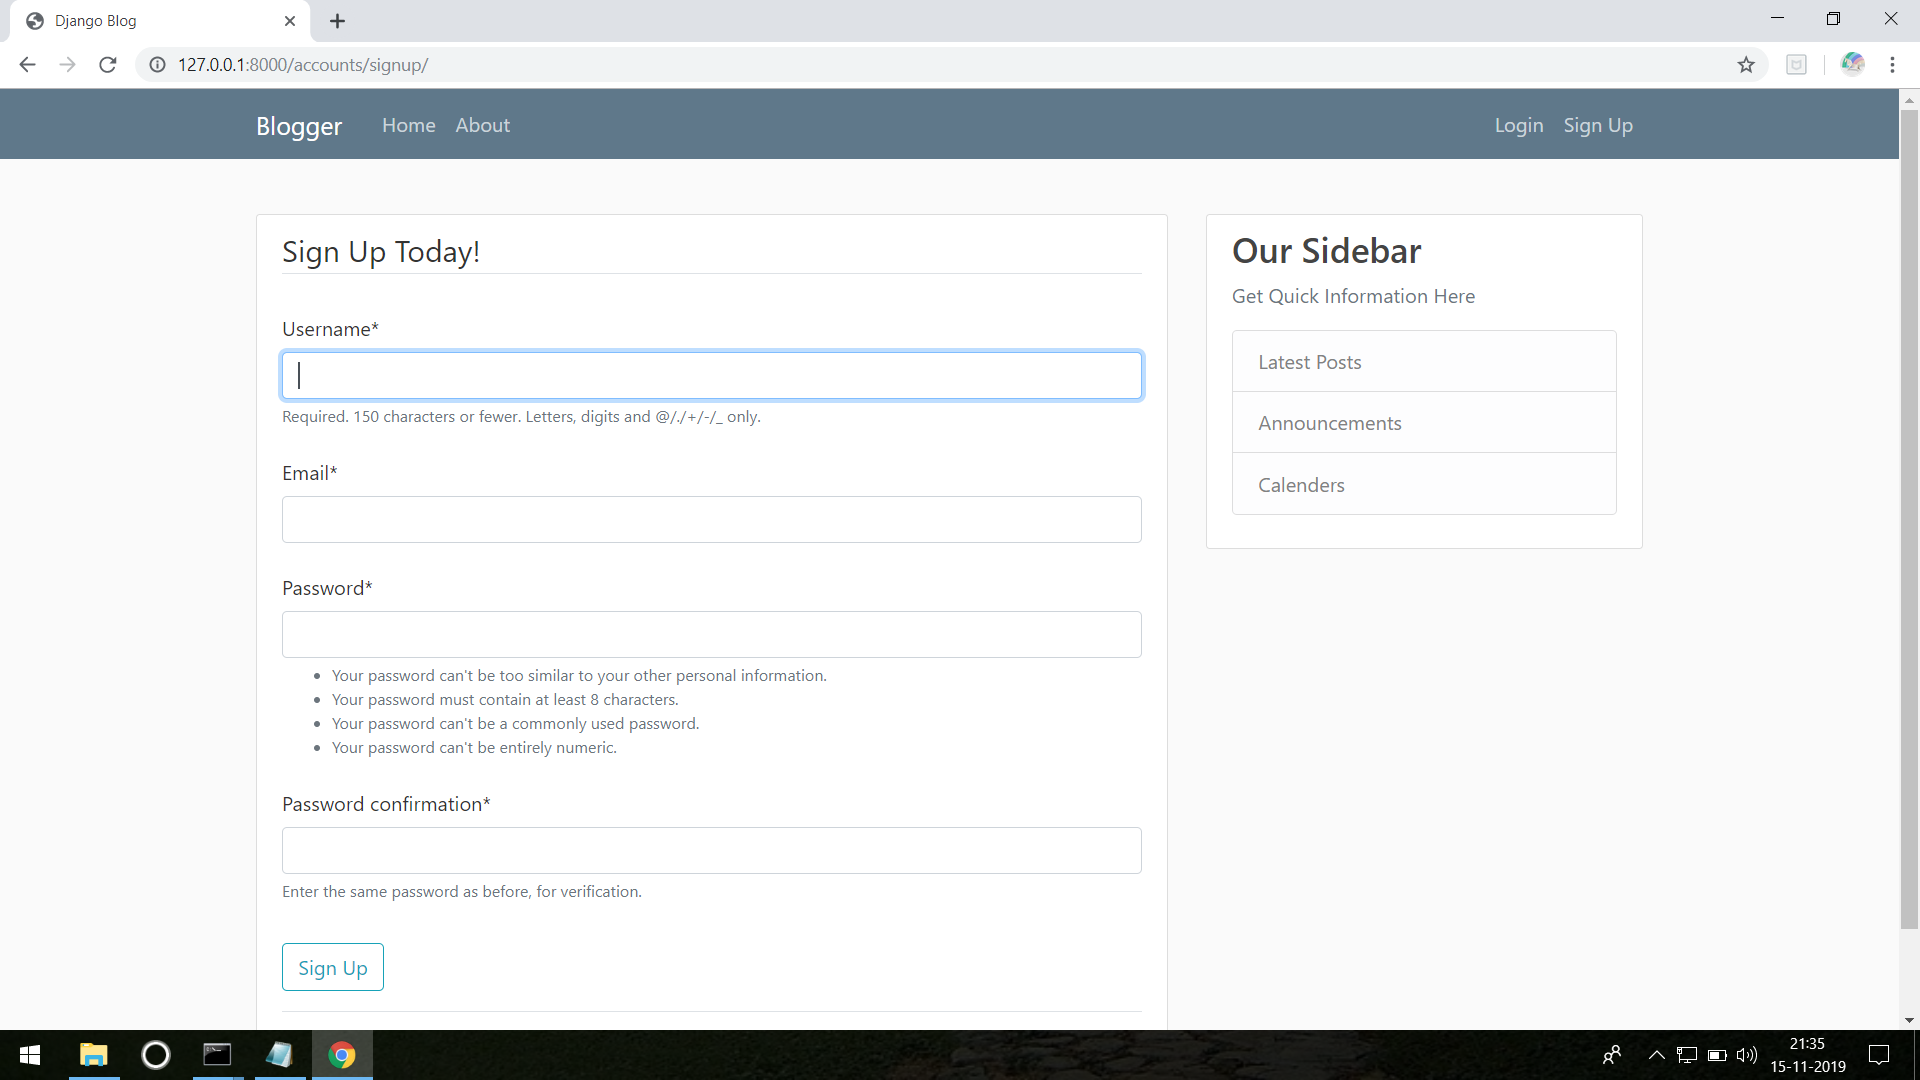 Django Blog
127.0.0.1:8000/accounts/signup/
Blogger Home About Login Sign Up
Sign Up Today!
Username*
Required. 150 characters or fewer. Letters, digits and @/./+/-/_ only.
Email*
Password*
Your password can't be too similar to your other personal information.
Your password must contain at least 8 characters.
Your password can't be a commonly used password.
Your password can't be entirely numeric.
Password confirmation*
Enter the same password as before, for verification.
Sign Up
Our Sidebar
Get Quick Information Here
Latest Posts
Announcements
Calenders
21:35
15-11-2019